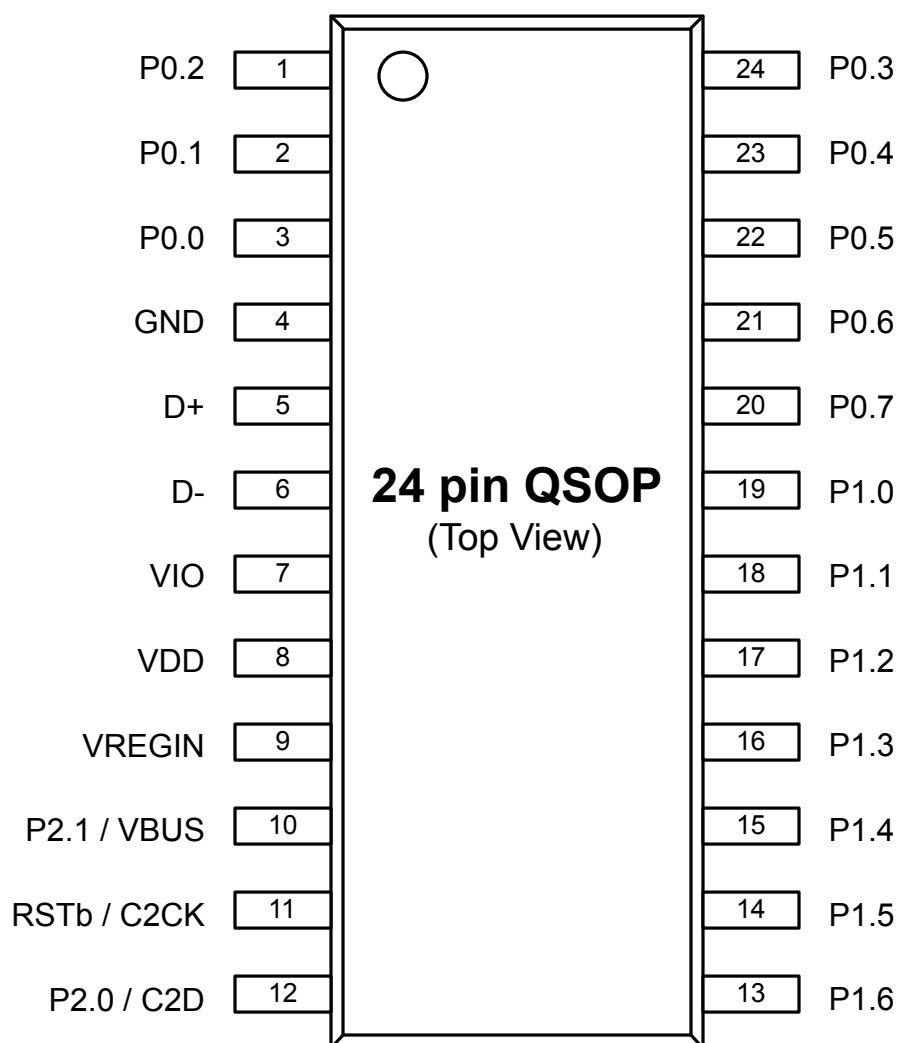 P0.2 1 24 P0.3
P0.1 2 23 P0.4
P0.0 3 22 P0.5
GND 4 21 P0.6
D+ 5 20 P0.7
D- 6 19 P1.0
24 pin QSOP
(Top View)
VIO 7 18 P1.1
VDD 8 17 P1.2
VREGIN 9 16 P1.3
P2.1 / VBUS 10 15 P1.4
RSTb / C2CK 11 14 P1.5
P2.0 / C2D 12 13 P1.6